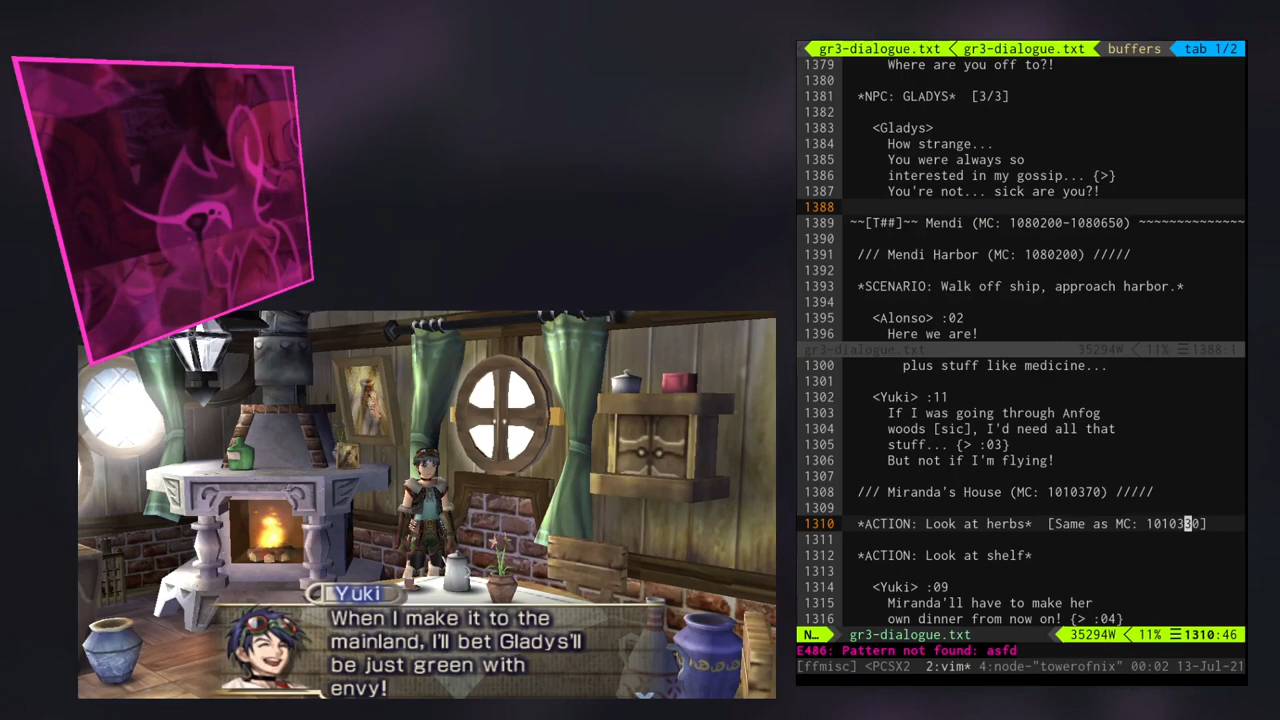 gr3-dialogue.txt gr3-dialogue.txt buffers tab 1/2
1379 Where are you off to?!
1380
1381 *NPC: GLADYS* [3/3]
1382
1383 <Gladys>
1384 How strange...
1385 You were always so
1386 interested in my gossip... {>}
1387 You're not... sick are you?!
1388
1389 ~~[T##]~~ Mendi (MC: 1080200-1080650) ~~~~~~~~~~~~~~
1390
1391 /// Mendi Harbor (MC: 1080200) /////
1392
1393 *SCENARIO: Walk off ship, approach harbor.*
1394
1395 <Alonso> :02
1396 Here we are!
gr3-dialogue.txt 35294W < 11% ☰1388:1
1300 plus stuff like medicine...
1301
1302 <Yuki> :11
1303 If I was going through Anfog
1304 woods [sic], I'd need all that
1305 stuff... {> :03}
1306 But not if I'm flying!
1307
1308 /// Miranda's House (MC: 1010370) /////
1309
1310 *ACTION: Look at herbs* [Same as MC: 1010330]
1311
1312 *ACTION: Look at shelf*
1313
1314 <Yuki> :09
1315 Miranda'll have to make her
1316 own dinner from now on! {> :04}
N... gr3-dialogue.txt 35294W < 11% ☰1310:46
E486: Pattern not found: asfd
[ffmisc] <PCSX2 2:vim* 4:node-"towerofnix" 00:02 13-Jul-21
Yuki
When I make it to the
mainland, I'll bet Gladys'll
be just green with
envy!